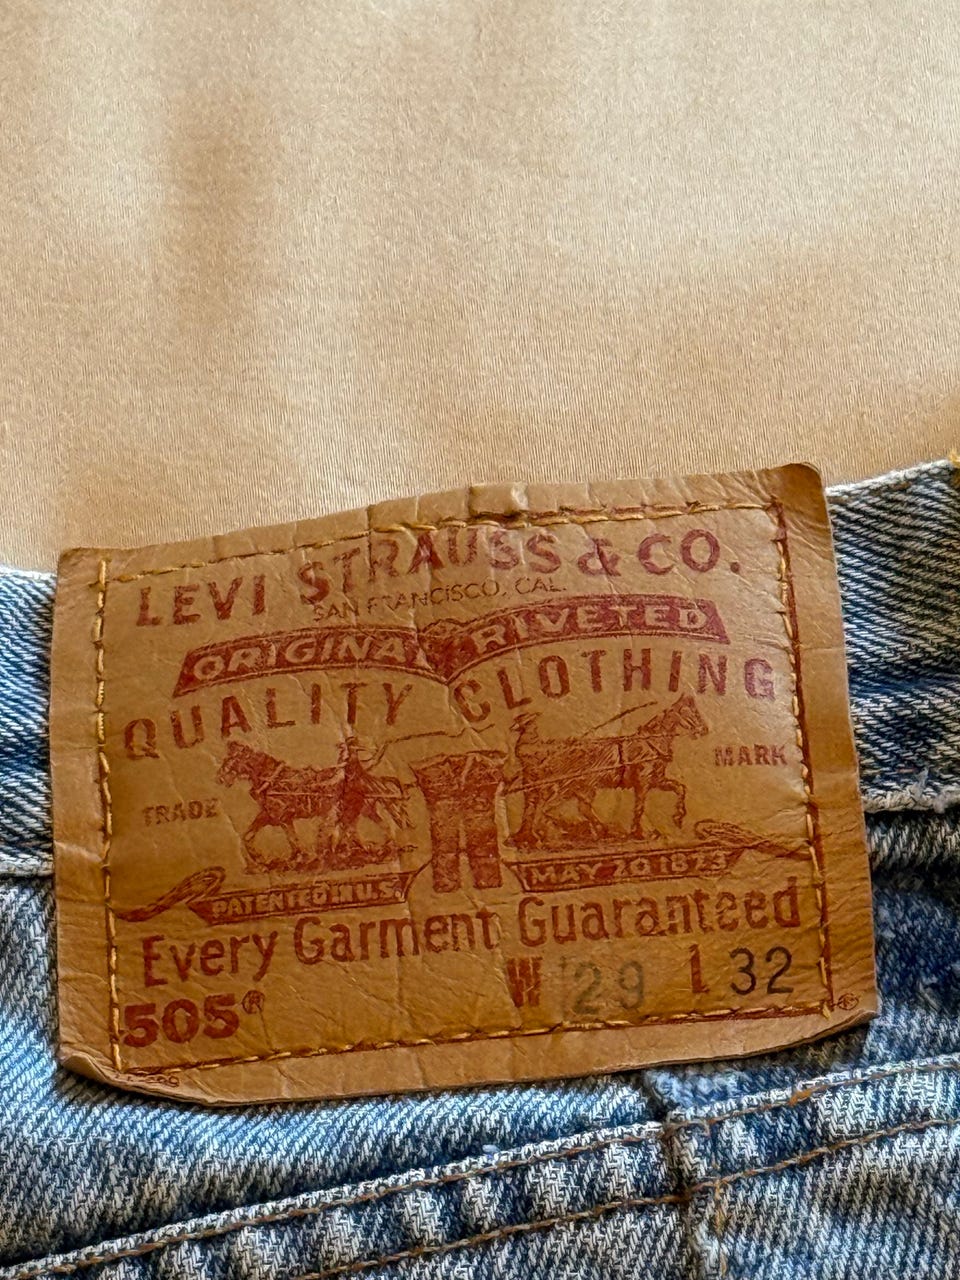 LEVI STRAUSS & CO.
SAN FRANCISCO, CAL.
ORIGINAL RIVETED
QUALITY CLOTHING
TRADE MARK
PATENTED IN U.S. MAY 20 1873
Every Garment Guaranteed
505® W 29 L 32
®